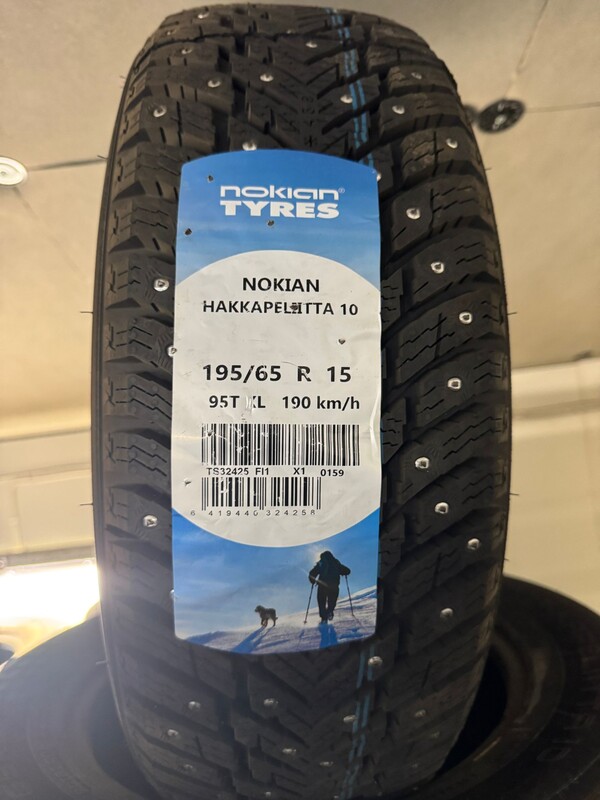 nokian®
TYRES
NOKIAN
HAKKAPELIITTA 10
195/65 R 15
95T XL 190 km/h
TS32425 FI1 X1 0159
6 419440 324258